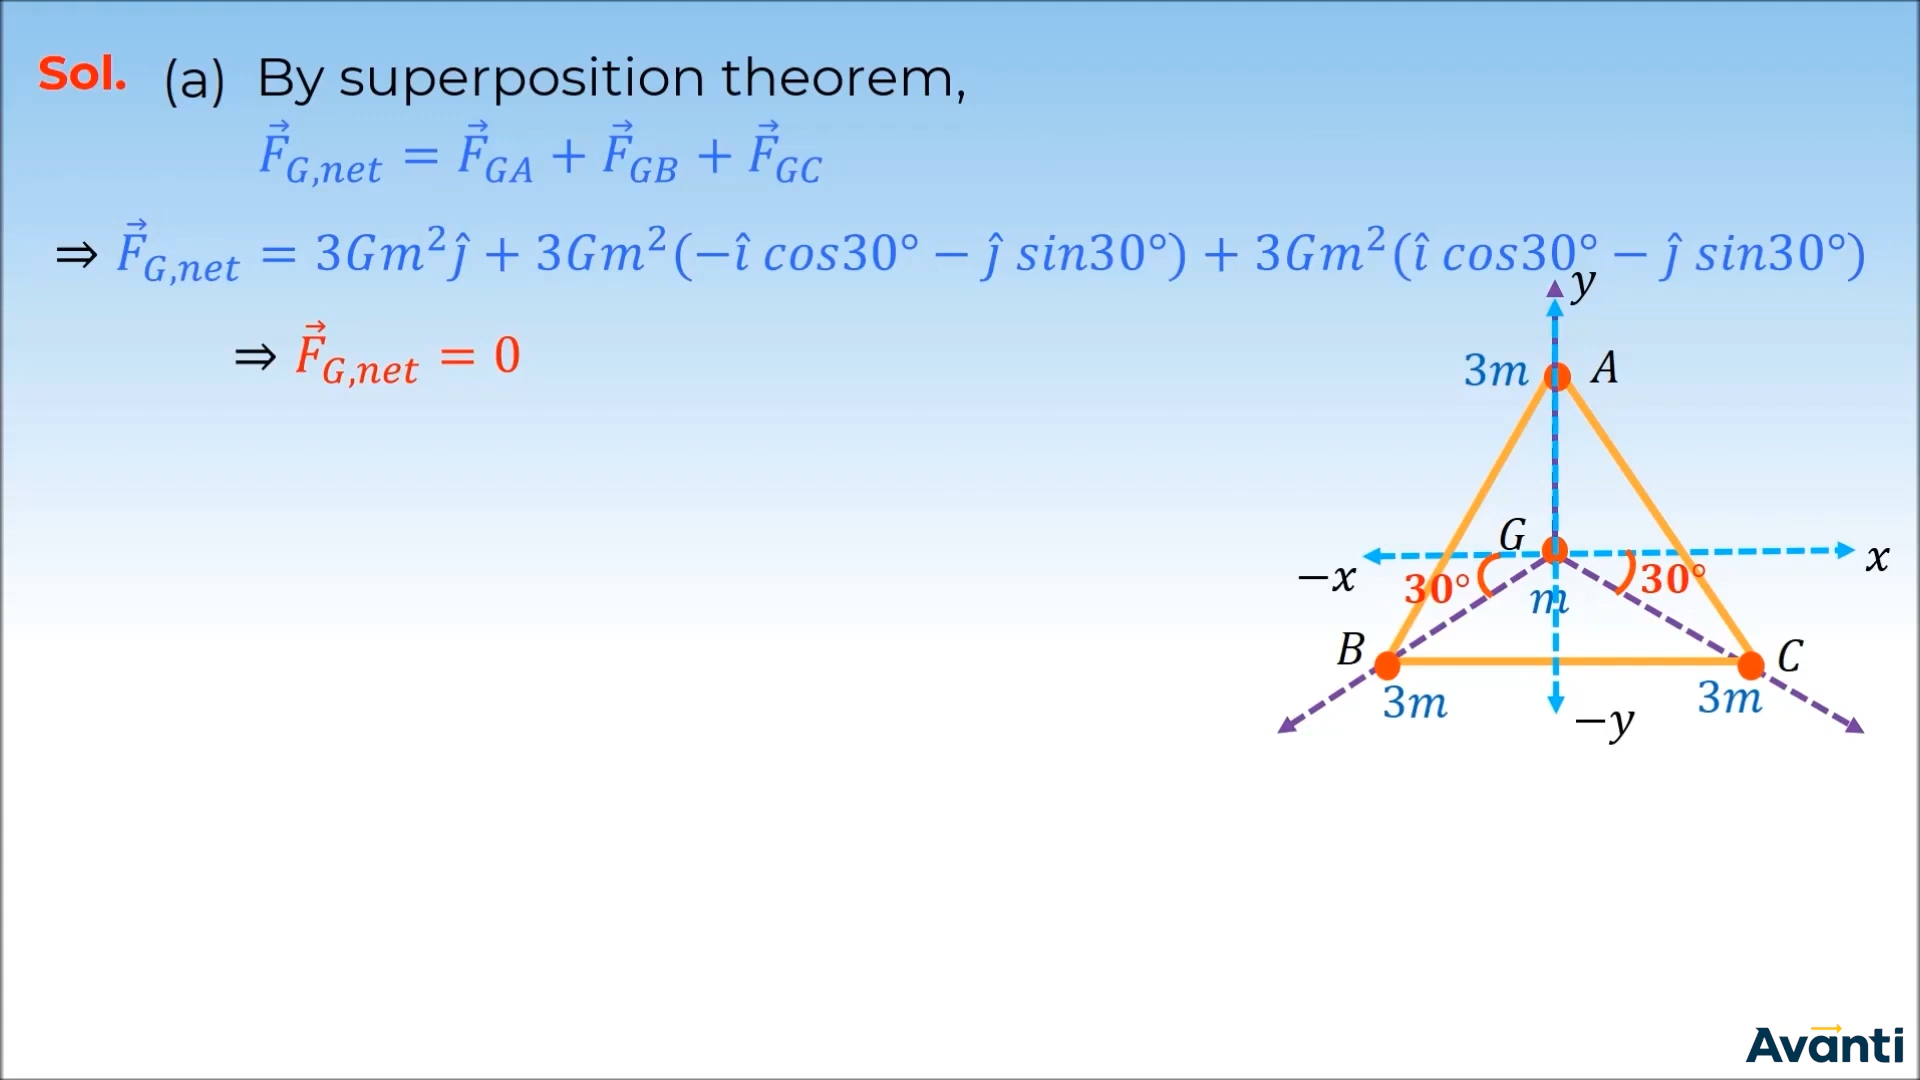 Sol. (a) By superposition theorem,
F⃗_{G,net} = F⃗_{GA} + F⃗_{GB} + F⃗_{GC}
⇒ F⃗_{G,net} = 3Gm²ĵ + 3Gm²(−î cos30° − ĵ sin30°) + 3Gm²(î cos30° − ĵ sin30°)
⇒ F⃗_{G,net} = 0
y
3m A
G
−x 30° m 30° x
B C
3m 3m
−y
Avanti